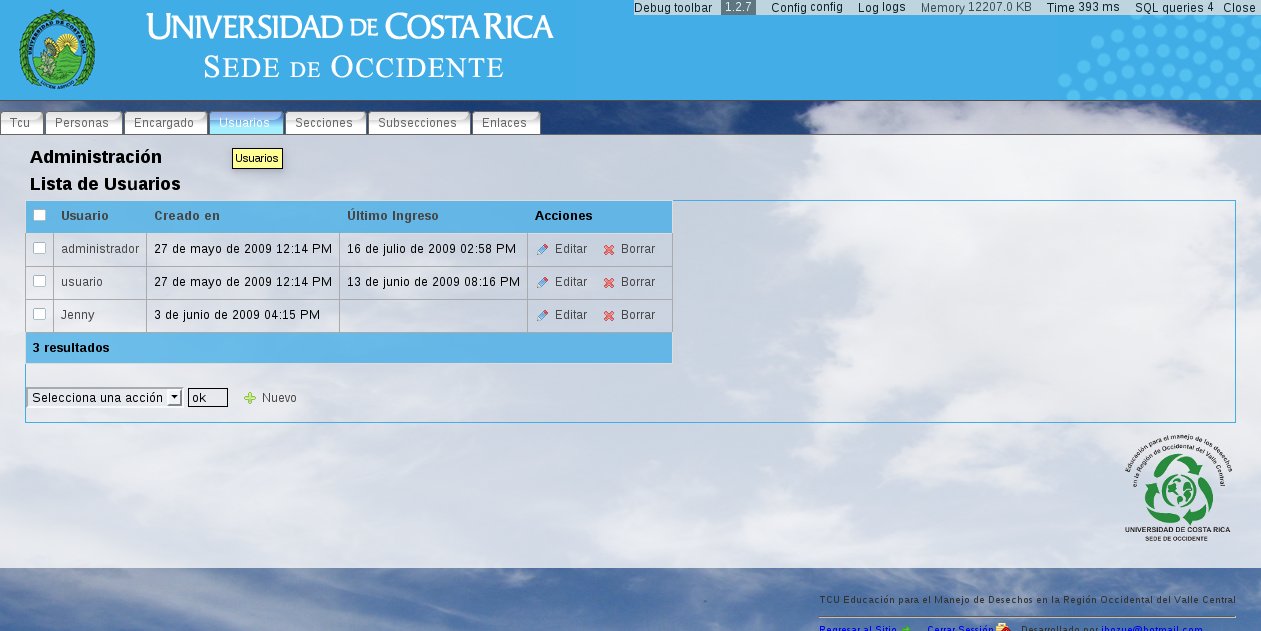 Debug toolbar 1.2.7 Config config Log logs Memory 12207.0 KB Time 393 ms SQL queries 4 Close
UNIVERSIDAD DE COSTA RICA
SEDE DE OCCIDENTE
Tcu Personas Encargado Usuarios Secciones Subsecciones Enlaces
Administración
Usuarios
Lista de Usuarios
Usuario Creado en Último Ingreso Acciones
administrador 27 de mayo de 2009 12:14 PM 16 de julio de 2009 02:58 PM Editar Borrar
usuario 27 de mayo de 2009 12:14 PM 13 de junio de 2009 08:16 PM Editar Borrar
Jenny 3 de junio de 2009 04:15 PM Editar Borrar
3 resultados
Selecciona una acción ok Nuevo
Educación para el manejo de los desechos
en la Región de Occidental del Valle Central
UNIVERSIDAD DE COSTA RICA
SEDE DE OCCIDENTE
TCU Educación para el Manejo de Desechos en la Región Occidental del Valle Central
Regresar al Sitio Cerrar Sesión Desarrollado por jbozue@hotmail.com